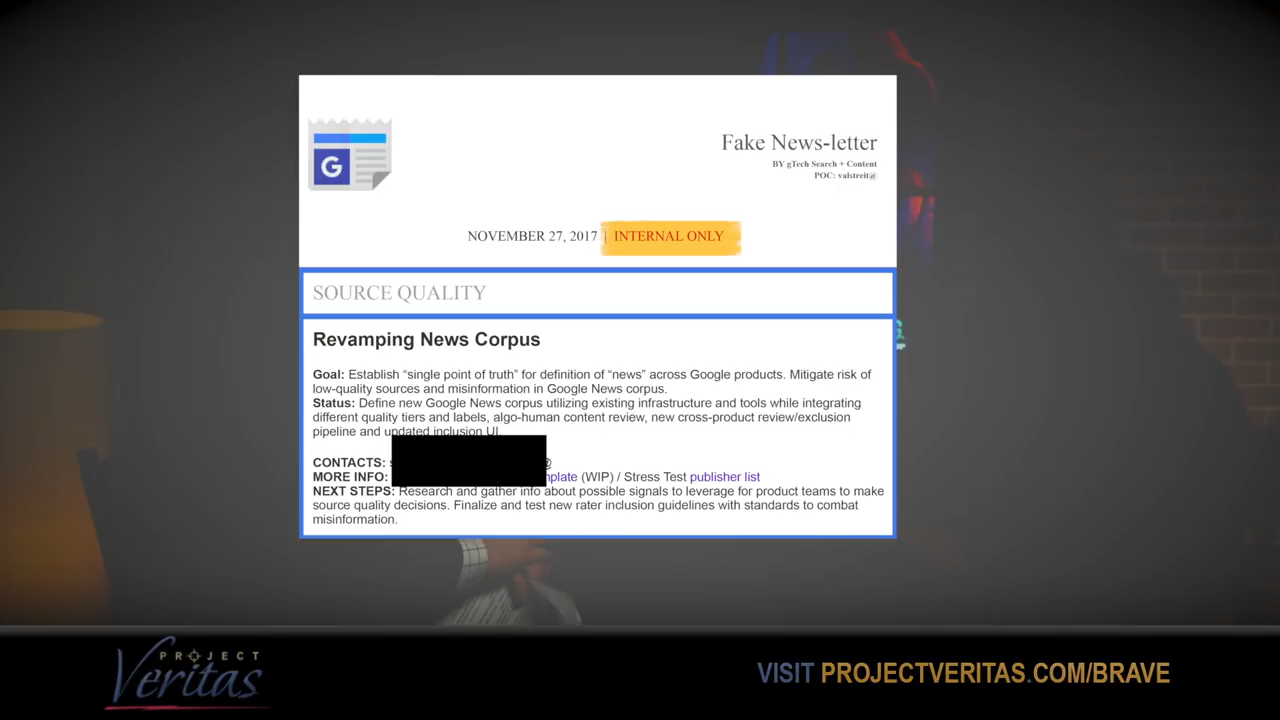 Fake News-letter
BY gTech Search + Content
POC: valstreit@
NOVEMBER 27, 2017 | INTERNAL ONLY
SOURCE QUALITY
Revamping News Corpus
Goal: Establish “single point of truth” for definition of “news” across Google products. Mitigate risk of
low-quality sources and misinformation in Google News corpus.
Status: Define new Google News corpus utilizing existing infrastructure and tools while integrating
different quality tiers and labels, algo-human content review, new cross-product review/exclusion
pipeline and updated inclusion UI.
CONTACTS: @
MORE INFO: (WIP) / Stress Test publisher list
NEXT STEPS: Research and gather info about possible signals to leverage for product teams to make
source quality decisions. Finalize and test new rater inclusion guidelines with standards to combat
misinformation.
PROJECT
Veritas
VISIT PROJECTVERITAS.COM/BRAVE